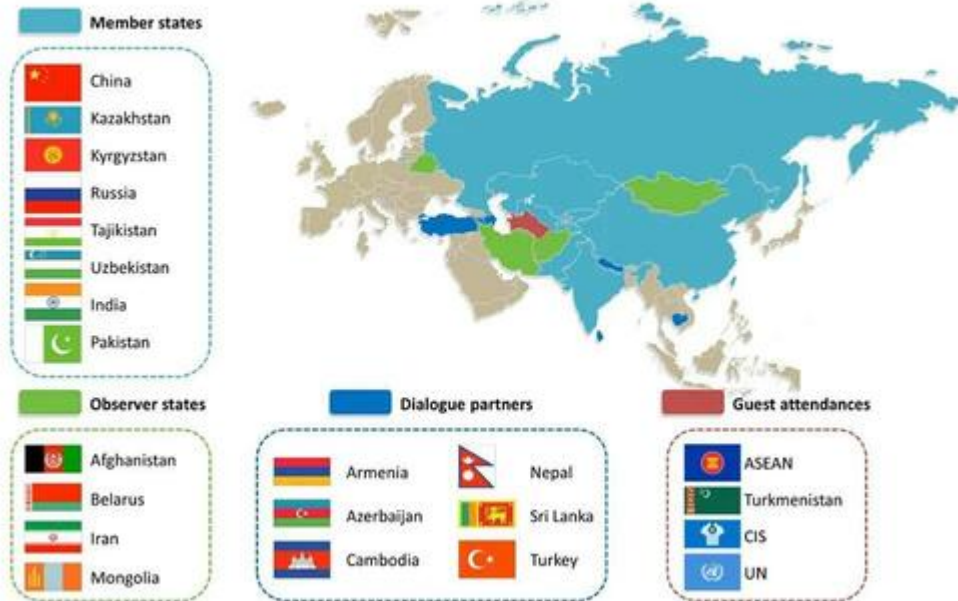 Member states
China
Kazakhstan
Kyrgyzstan
Russia
Tajikistan
Uzbekistan
India
Pakistan
Observer states
Afghanistan
Belarus
Iran
Mongolia
Dialogue partners
Armenia
Azerbaijan
Cambodia
Nepal
Sri Lanka
Turkey
Guest attendances
ASEAN
Turkmenistan
CIS
UN